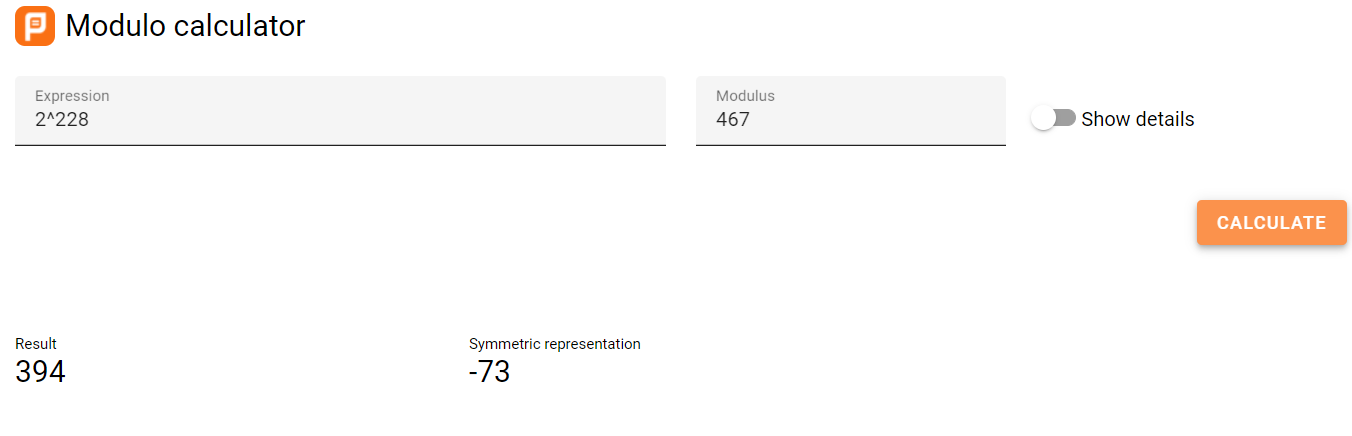 Modulo calculator
Expression
2^228
Modulus
467
Show details
CALCULATE
Result
394
Symmetric representation
-73